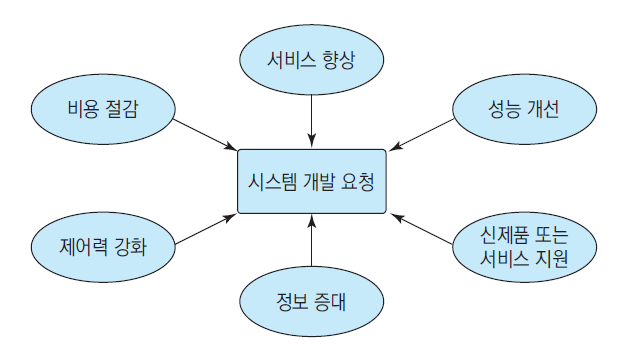 서비스 향상
비용 절감
성능 개선
시스템 개발 요청
제어력 강화
신제품 또는
서비스 지원
정보 증대